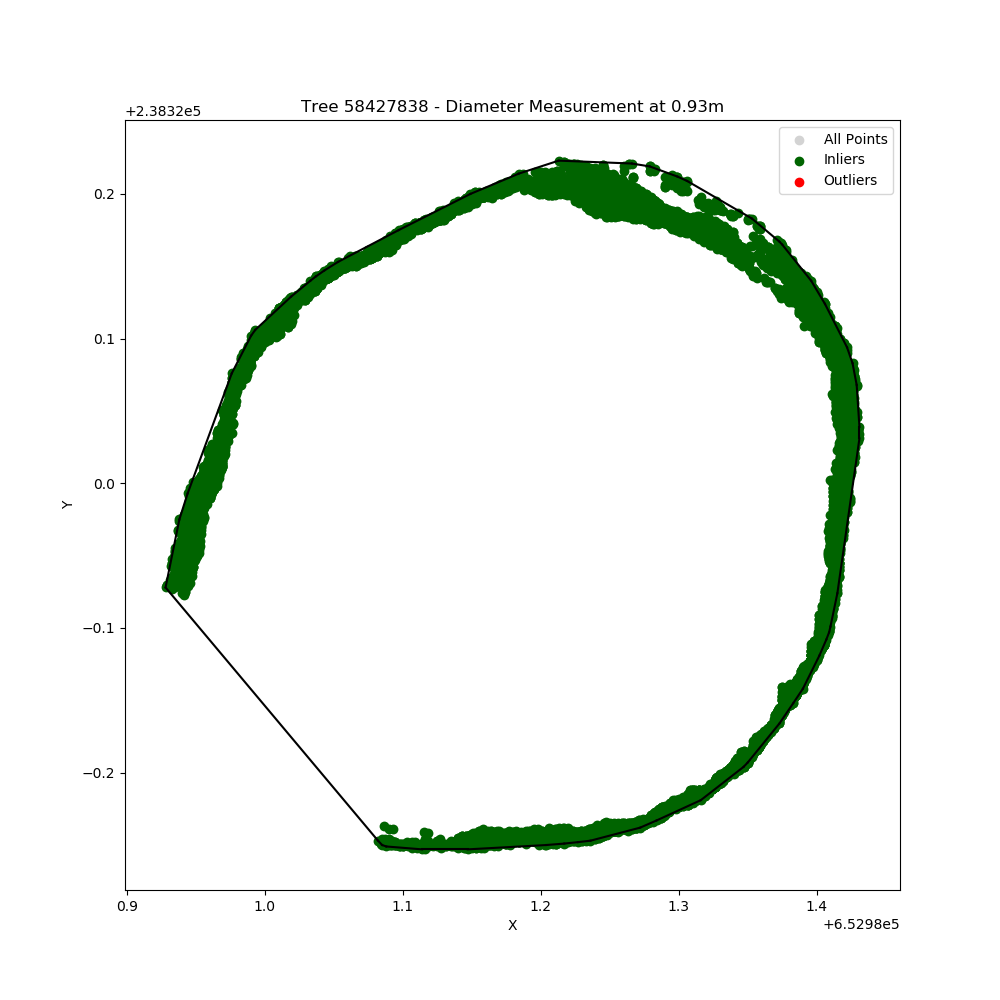 Tree 58427838 - Diameter Measurement at 0.93m
+2.3832e5
All Points
Inliers
Outliers
0.2
0.1
0.0
−0.1
−0.2
Y
0.9
1.0
1.1
1.2
1.3
1.4
X
+6.5298e5